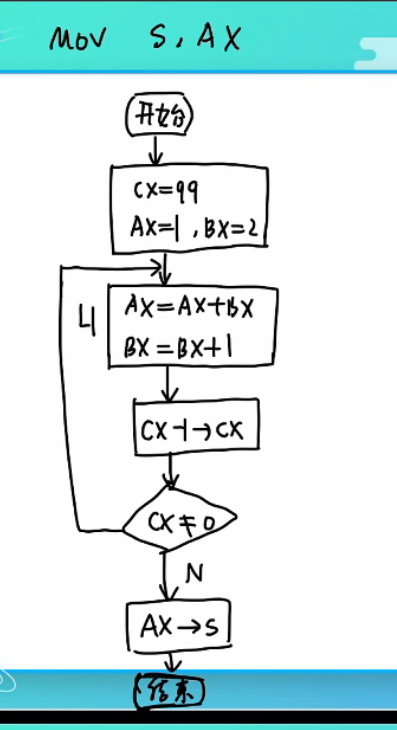 MOV S, AX
开始
CX=99
AX=1, BX=2
AX=AX+BX
L1
BX=BX+1
CX-1→CX
CX≠0
N
AX→S
结束